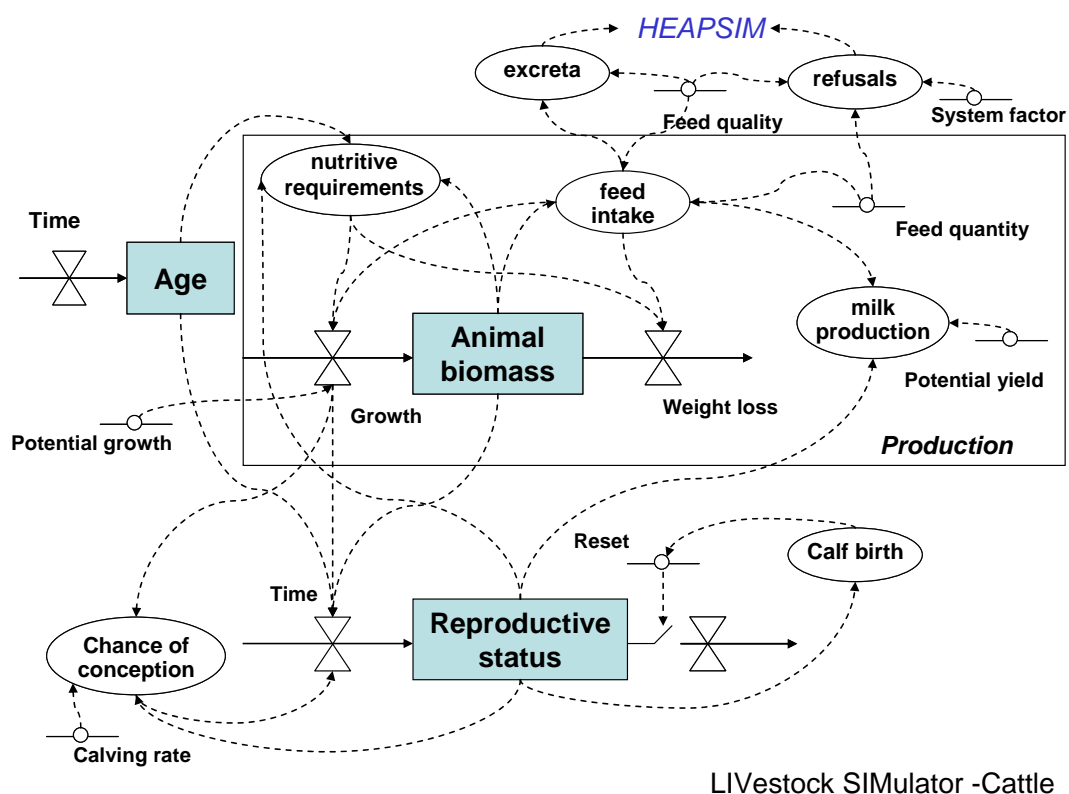 HEAPSIM
excreta
refusals
Feed quality
System factor
nutritive
requirements
feed
intake
Time
Feed quantity
Age
milk
production
Animal
biomass
Potential yield
Growth
Weight loss
Potential growth
Production
Reset
Calf birth
Time
Reproductive
status
Chance of
conception
Calving rate
LIVestock SIMulator -Cattle